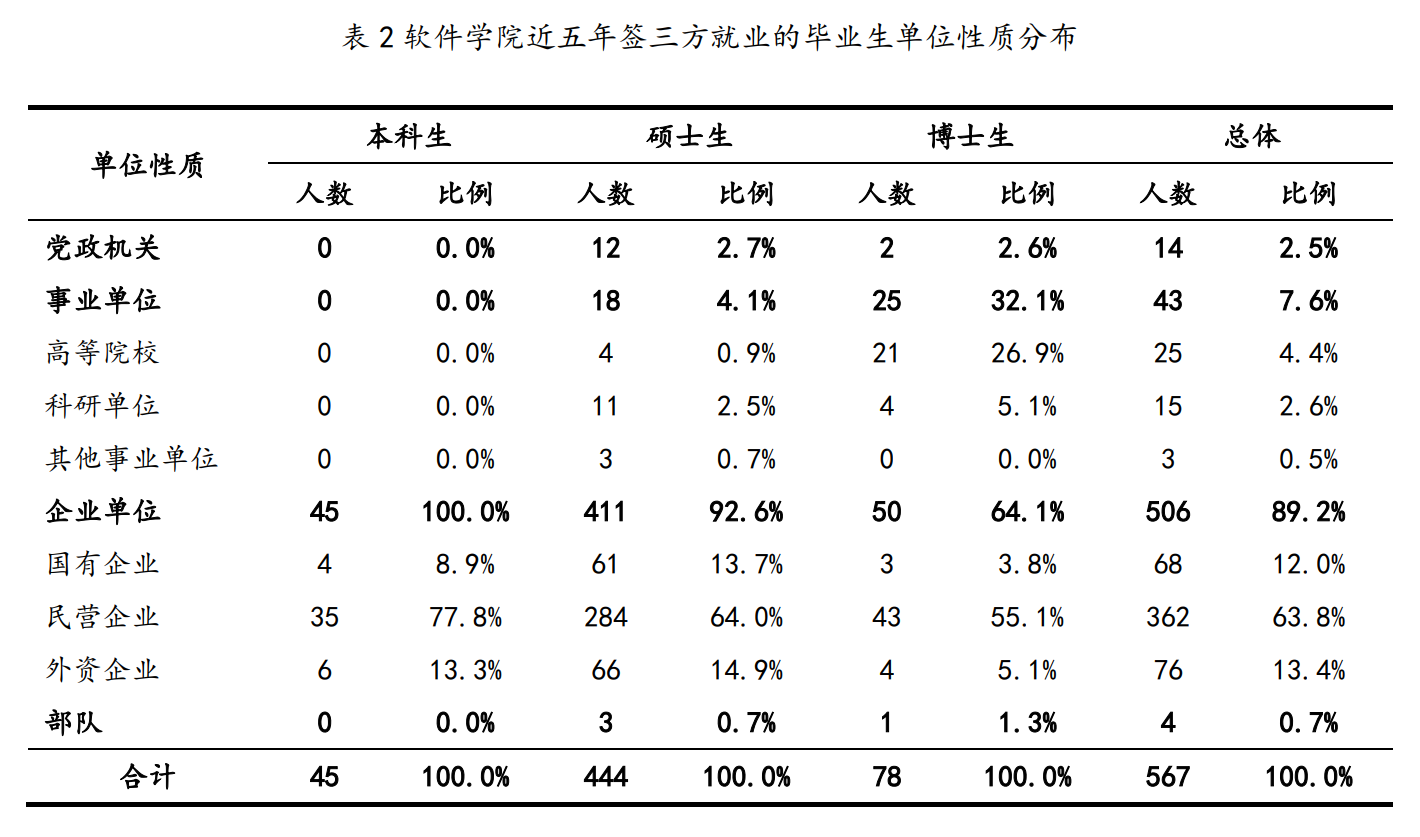 表 2 软件学院近五年签三方就业的毕业生单位性质分布
单位性质 本科生 硕士生 博士生 总体
人数 比例 人数 比例 人数 比例 人数 比例
党政机关 0 0.0% 12 2.7% 2 2.6% 14 2.5%
事业单位 0 0.0% 18 4.1% 25 32.1% 43 7.6%
高等院校 0 0.0% 4 0.9% 21 26.9% 25 4.4%
科研单位 0 0.0% 11 2.5% 4 5.1% 15 2.6%
其他事业单位 0 0.0% 3 0.7% 0 0.0% 3 0.5%
企业单位 45 100.0% 411 92.6% 50 64.1% 506 89.2%
国有企业 4 8.9% 61 13.7% 3 3.8% 68 12.0%
民营企业 35 77.8% 284 64.0% 43 55.1% 362 63.8%
外资企业 6 13.3% 66 14.9% 4 5.1% 76 13.4%
部队 0 0.0% 3 0.7% 1 1.3% 4 0.7%
合计 45 100.0% 444 100.0% 78 100.0% 567 100.0%